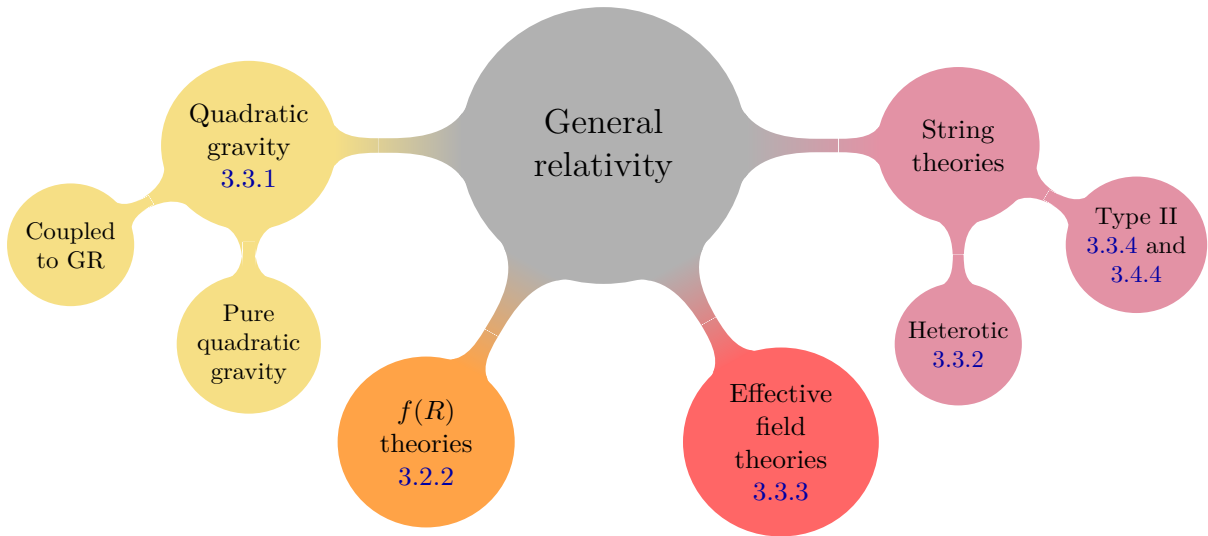 General
relativity
Quadratic
gravity
3.3.1
Coupled
to GR
Pure
quadratic
gravity
f(R)
theories
3.2.2
Effective
field
theories
3.3.3
String
theories
Heterotic
3.3.2
Type II
3.3.4 and
3.4.4